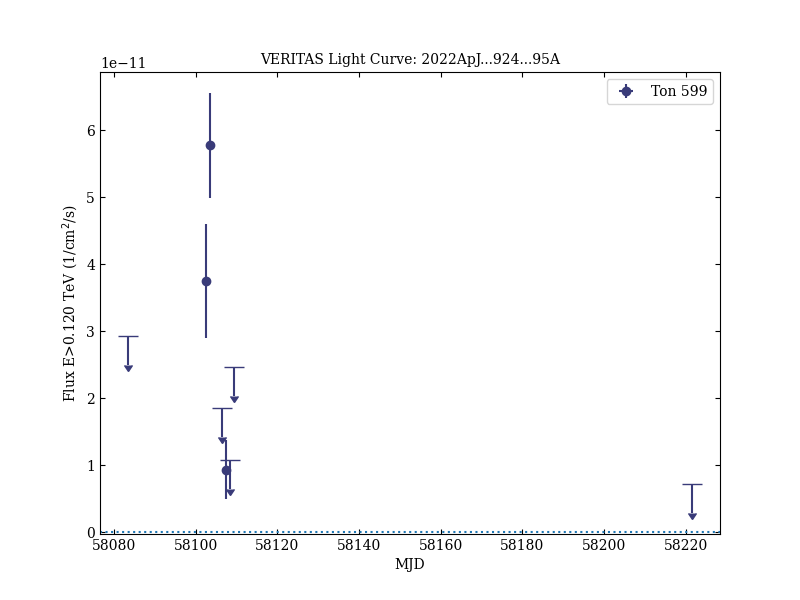 VERITAS Light Curve: 2022ApJ...924...95A
1e−11
Ton 599
6
5
4
3
2
1
0
Flux E>0.120 TeV (1/cm²/s)
58080 58100 58120 58140 58160 58180 58200 58220
MJD